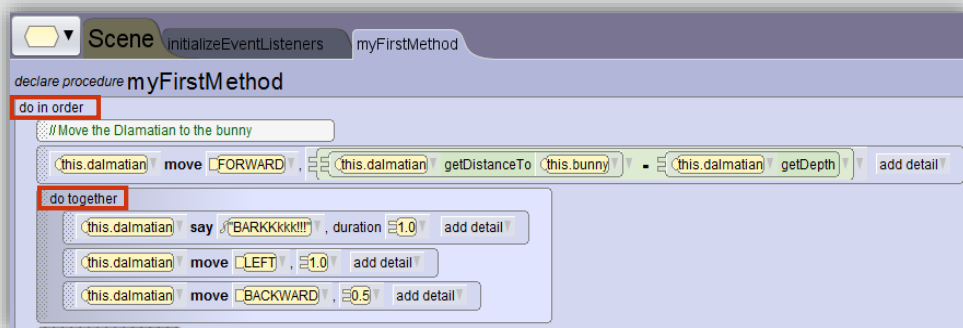 Scene initializeEventListeners myFirstMethod
declare procedure myFirstMethod
do in order
//Move the Dlamatian to the bunny
this.dalmatian move FORWARD , this.dalmatian getDistanceTo this.bunny - this.dalmatian getDepth add detail
do together
this.dalmatian say "BARKKkkk!!!" , duration 1.0 add detail
this.dalmatian move LEFT , 1.0 add detail
this.dalmatian move BACKWARD , 0.5 add detail